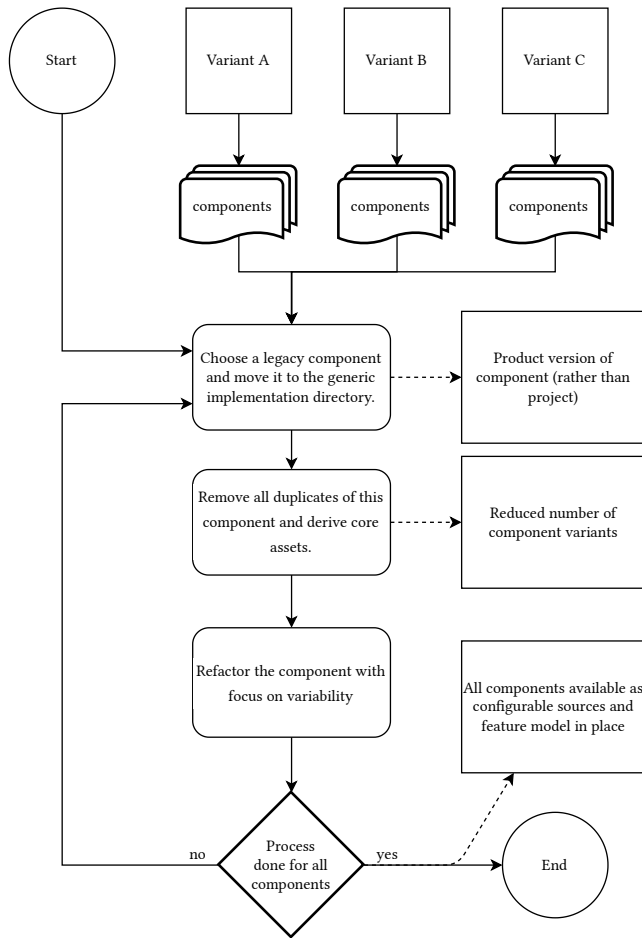 Start
Variant A
Variant B
Variant C
components
components
components
Choose a legacy component
and move it to the generic
implementation directory.
Product version of
component (rather than
project)
Remove all duplicates of this
component and derive core
assets.
Reduced number of
component variants
Refactor the component with
focus on variability
All components available as
configurable sources and
feature model in place
no
Process
done for all
components
yes
End